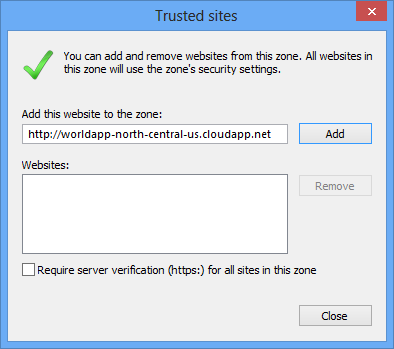 Trusted sites
You can add and remove websites from this zone. All websites in
this zone will use the zone's security settings.
Add this website to the zone:
http://worldapp-north-central-us.cloudapp.net
Add
Websites:
Remove
Require server verification (https:) for all sites in this zone
Close